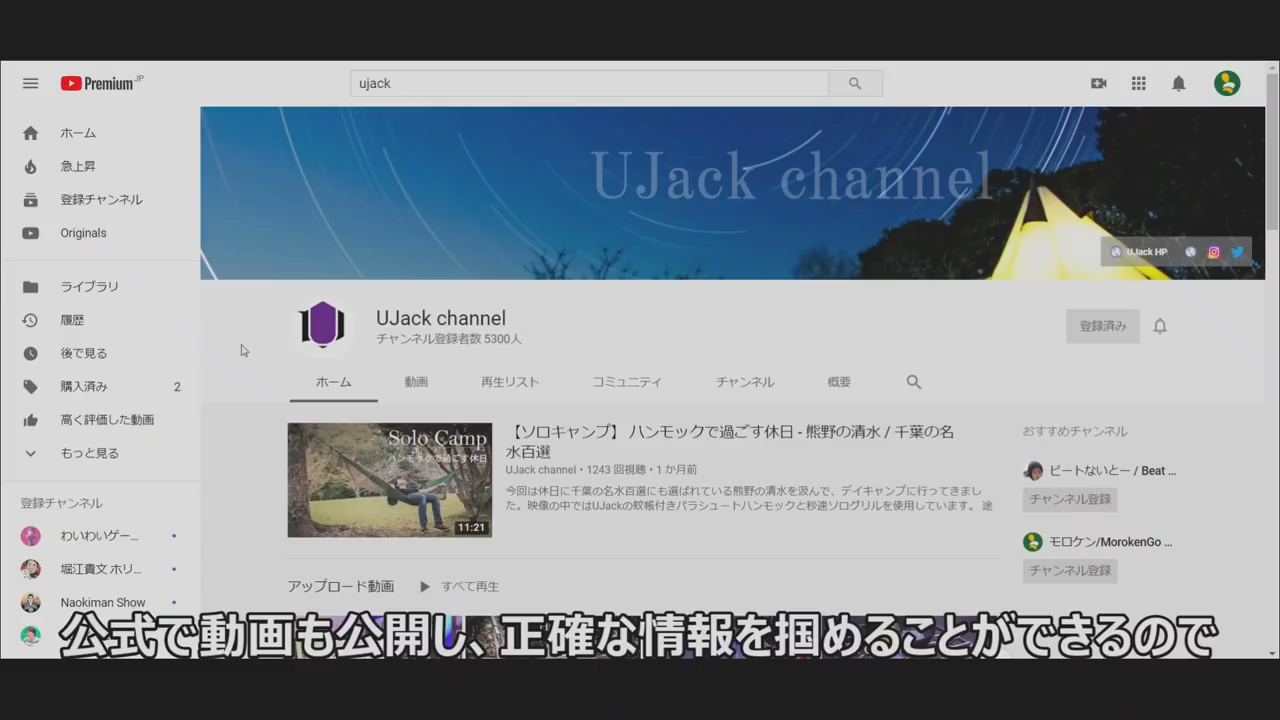 Premium JP
ujack
ホーム
急上昇
登録チャンネル
Originals
ライブラリ
履歴
後で見る
購入済み 2
高く評価した動画
もっと見る
登録チャンネル
わいわいゲー...
堀江貴文 ホリ...
Naokiman Show
UJack channel
UJack HP
UJack channel
チャンネル登録者数 5300人
登録済み
ホーム 動画 再生リスト コミュニティ チャンネル 概要
Solo Camp
ハンモックで過ごす休日
11:21
【ソロキャンプ】 ハンモックで過ごす休日 - 熊野の清水 / 千葉の名
水百選
UJack channel・1243 回視聴・1 か月前
今回は休日に千葉の名水百選にも選ばれている熊野の清水を汲んで、デイキャンプに行ってきまし
た。映像の中ではUJackの蚊帳付きパラシュートハンモックと秒速ソログリルを使用しています。 途
おすすめチャンネル
ビートないとー / Beat ...
チャンネル登録
モロケン/MorokenGo ...
チャンネル登録
アップロード動画 すべて再生
公式で動画も公開し、正確な情報を掴めることができるので